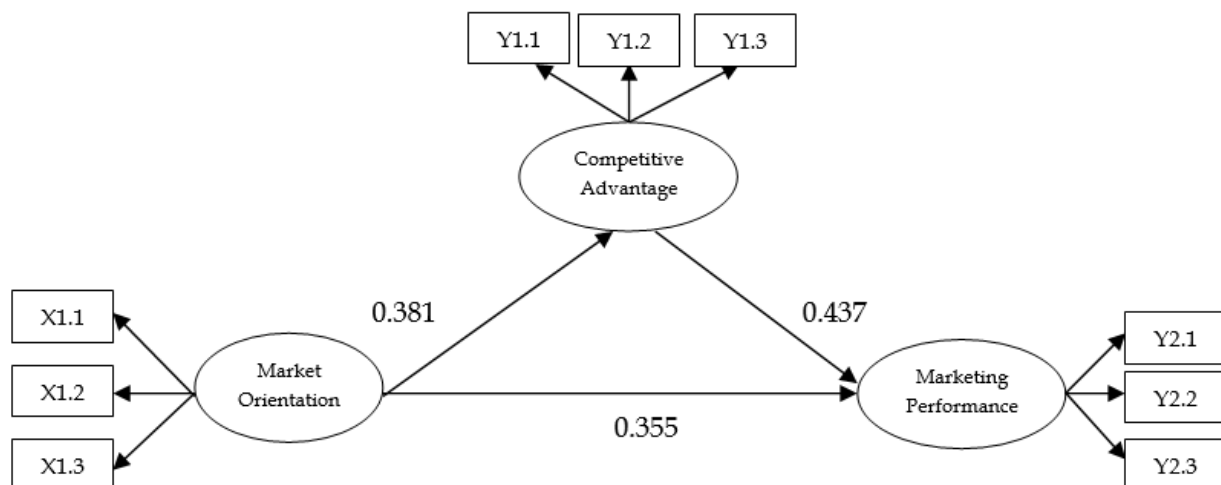 Y1.1
Y1.2
Y1.3
Competitive
Advantage
0.381
0.437
X1.1
X1.2
X1.3
Market
Orientation
0.355
Marketing
Performance
Y2.1
Y2.2
Y2.3